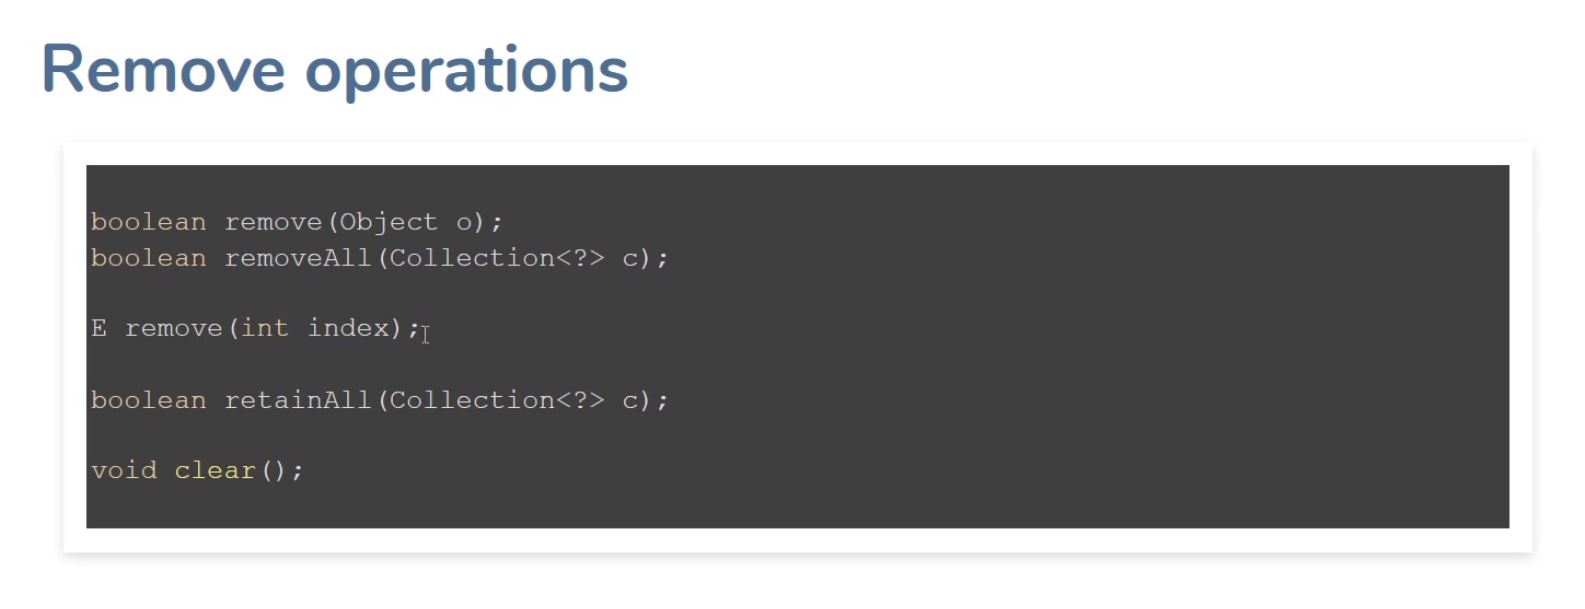 Remove operations
boolean remove(Object o);
boolean removeAll(Collection<?> c);
E remove(int index);
boolean retainAll(Collection<?> c);
void clear();